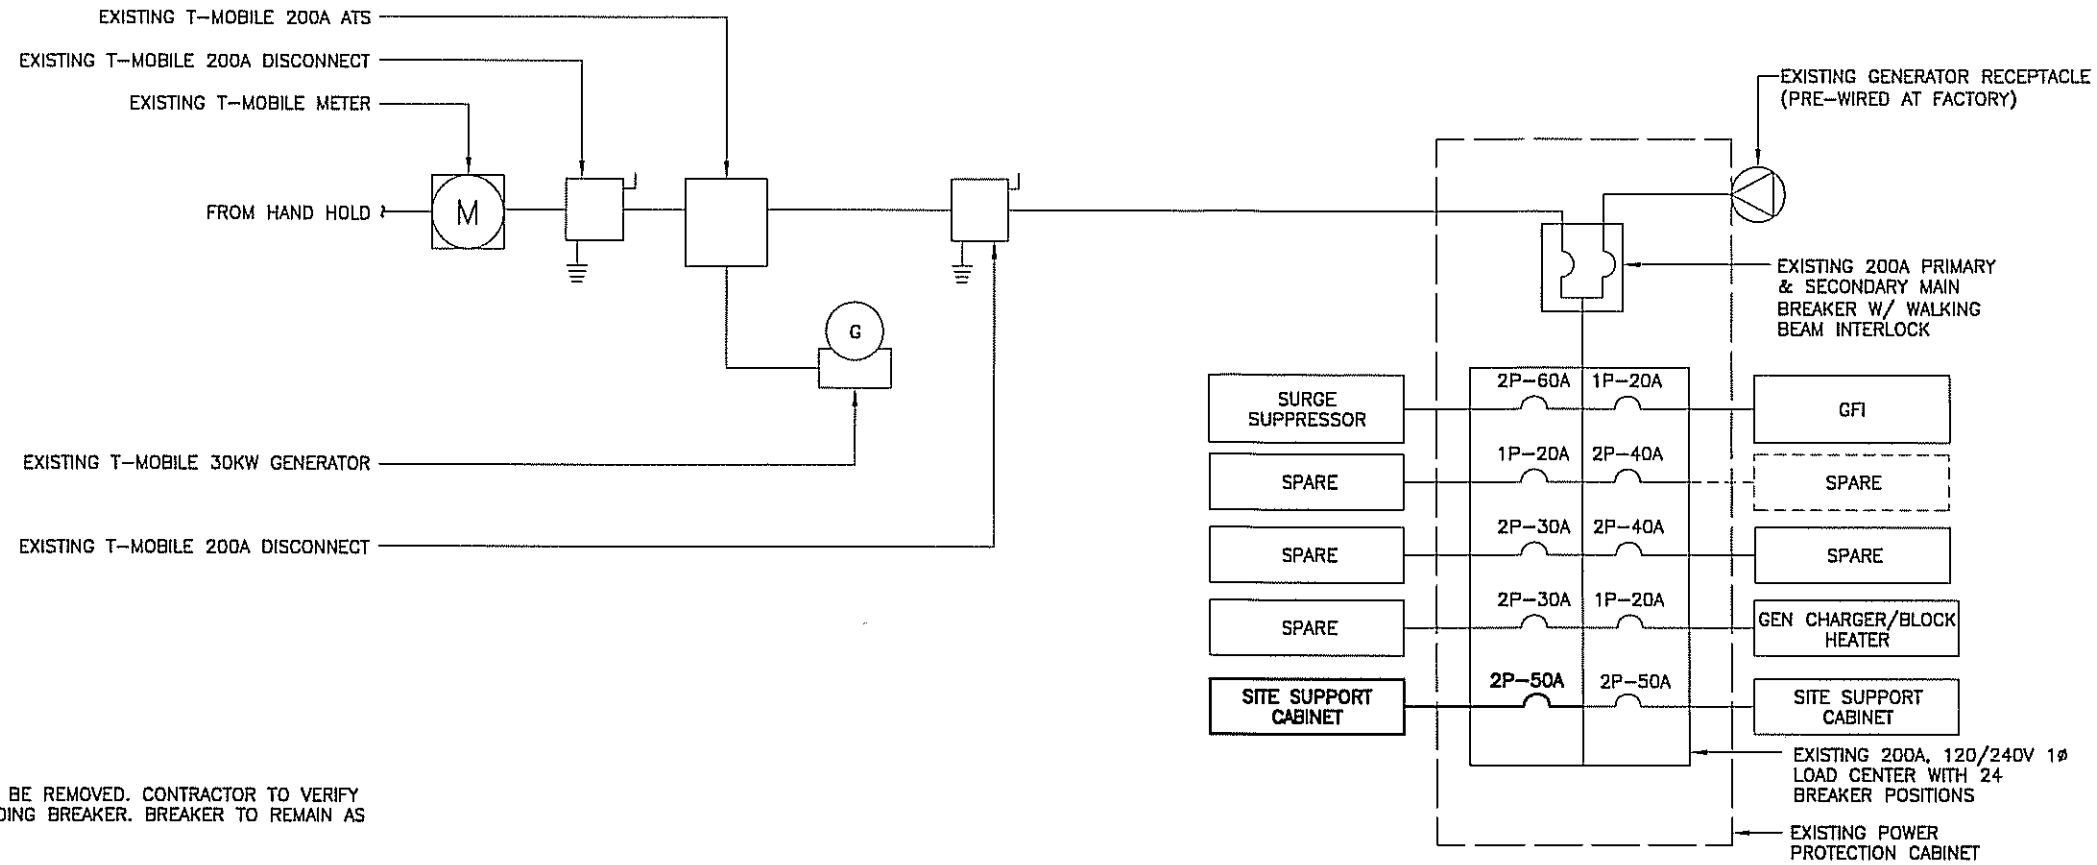 EXISTING T-MOBILE 200A ATS
EXISTING T-MOBILE 200A DISCONNECT
EXISTING T-MOBILE METER
FROM HAND HOLD
M
G
EXISTING T-MOBILE 30KW GENERATOR
EXISTING T-MOBILE 200A DISCONNECT
EXISTING GENERATOR RECEPTACLE
(PRE-WIRED AT FACTORY)
EXISTING 200A PRIMARY
& SECONDARY MAIN
BREAKER W/ WALKING
BEAM INTERLOCK
SURGE
SUPPRESSOR
2P-60A
1P-20A
GFI
SPARE
1P-20A
2P-40A
SPARE
SPARE
2P-30A
2P-40A
SPARE
SPARE
2P-30A
1P-20A
GEN CHARGER/BLOCK
HEATER
SITE SUPPORT
CABINET
2P-50A
2P-50A
SITE SUPPORT
CABINET
EXISTING 200A, 120/240V 1ø
LOAD CENTER WITH 24
BREAKER POSITIONS
EXISTING POWER
PROTECTION CABINET
BE REMOVED. CONTRACTOR TO VERIFY
DING BREAKER. BREAKER TO REMAIN AS